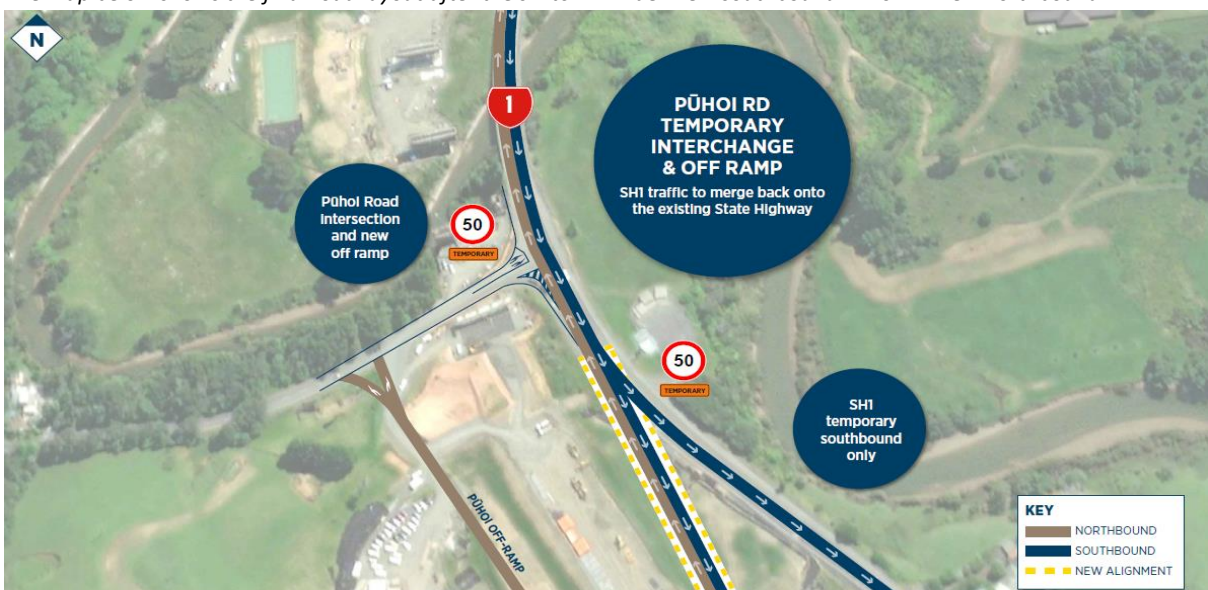 N
1
PŪHOI RD
TEMPORARY
INTERCHANGE
& OFF RAMP
SH1 traffic to merge back onto
the existing State Highway
Pūhoi Road
intersection
and new
off ramp
50
TEMPORARY
50
TEMPORARY
SH1
temporary
southbound
only
PŪHOI OFF-RAMP
KEY
NORTHBOUND
SOUTHBOUND
NEW ALIGNMENT